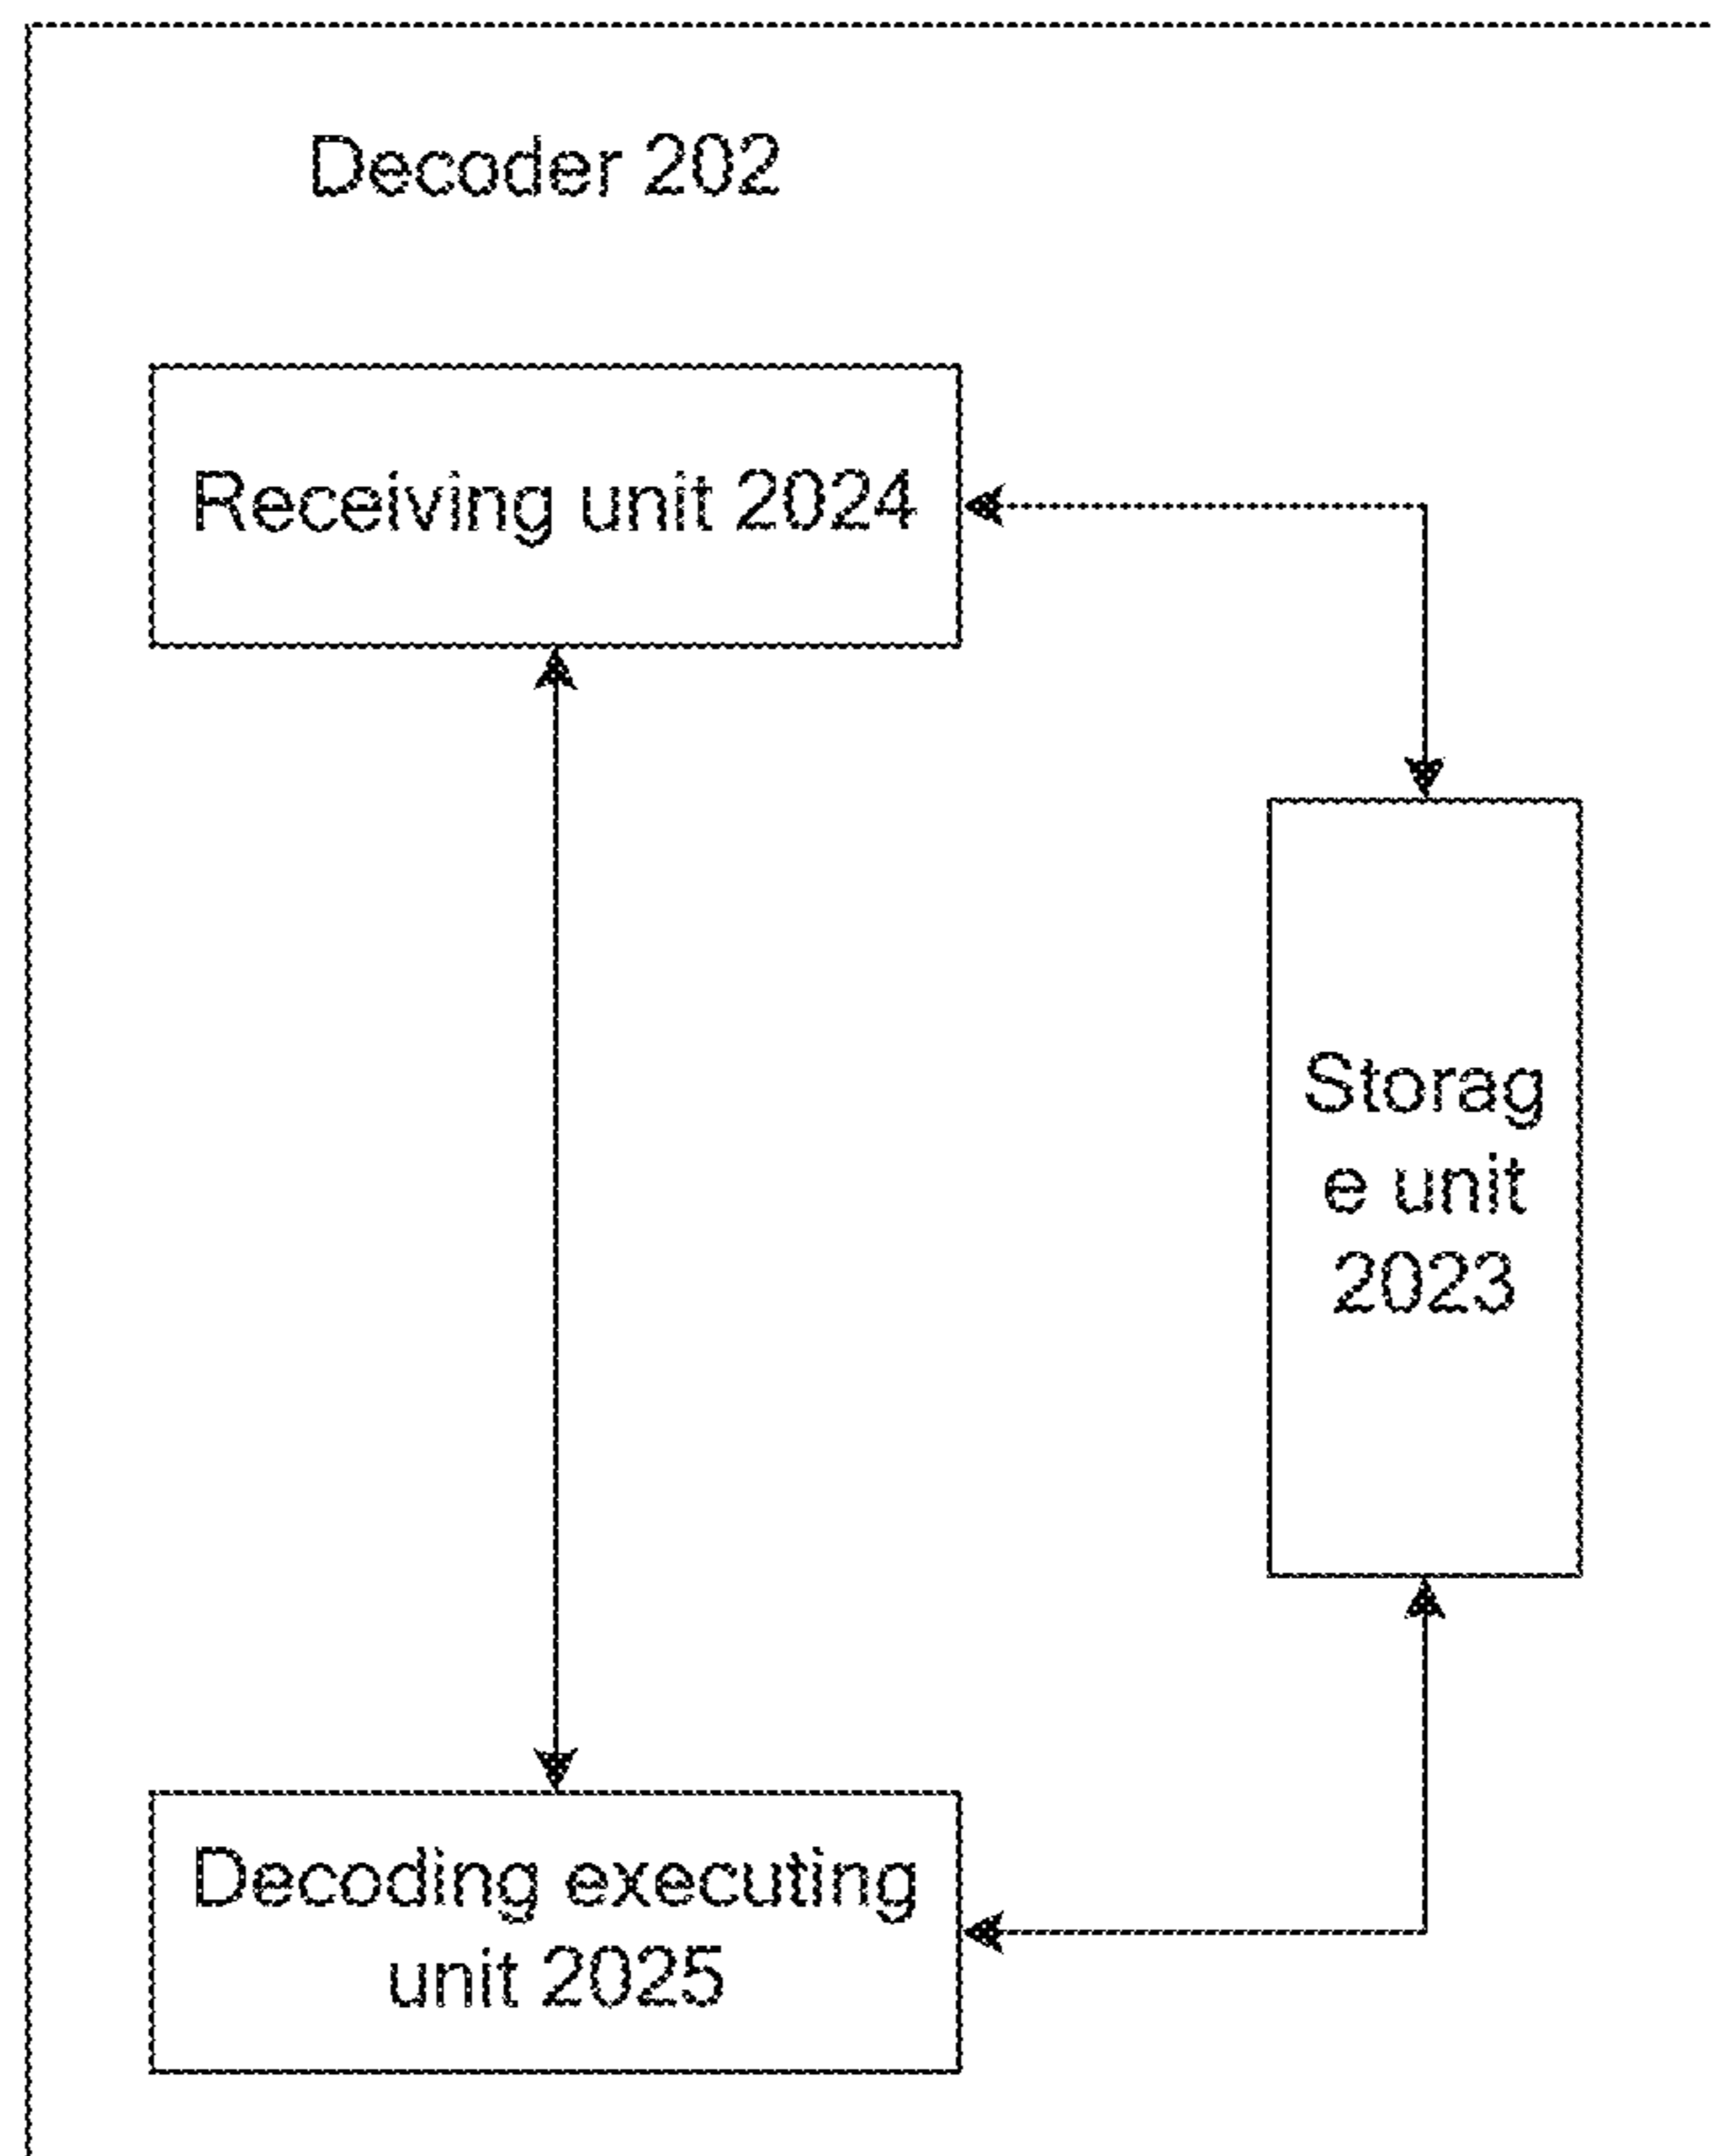 Decoder 202
Receiving unit 2024
Storag
e unit
2023
Decoding executing
unit 2025